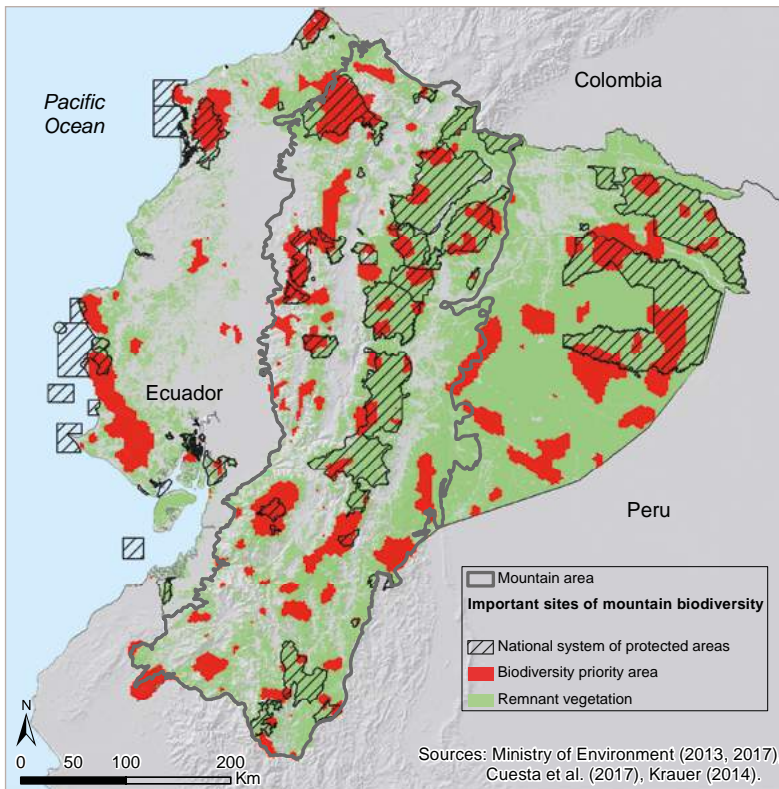 Pacific
Ocean
Colombia
Ecuador
Peru
Mountain area
Important sites of mountain biodiversity
National system of protected areas
Biodiversity priority area
Remnant vegetation
N
0 50 100 200
Km
Sources: Ministry of Environment (2013, 2017)
Cuesta et al. (2017), Krauer (2014).